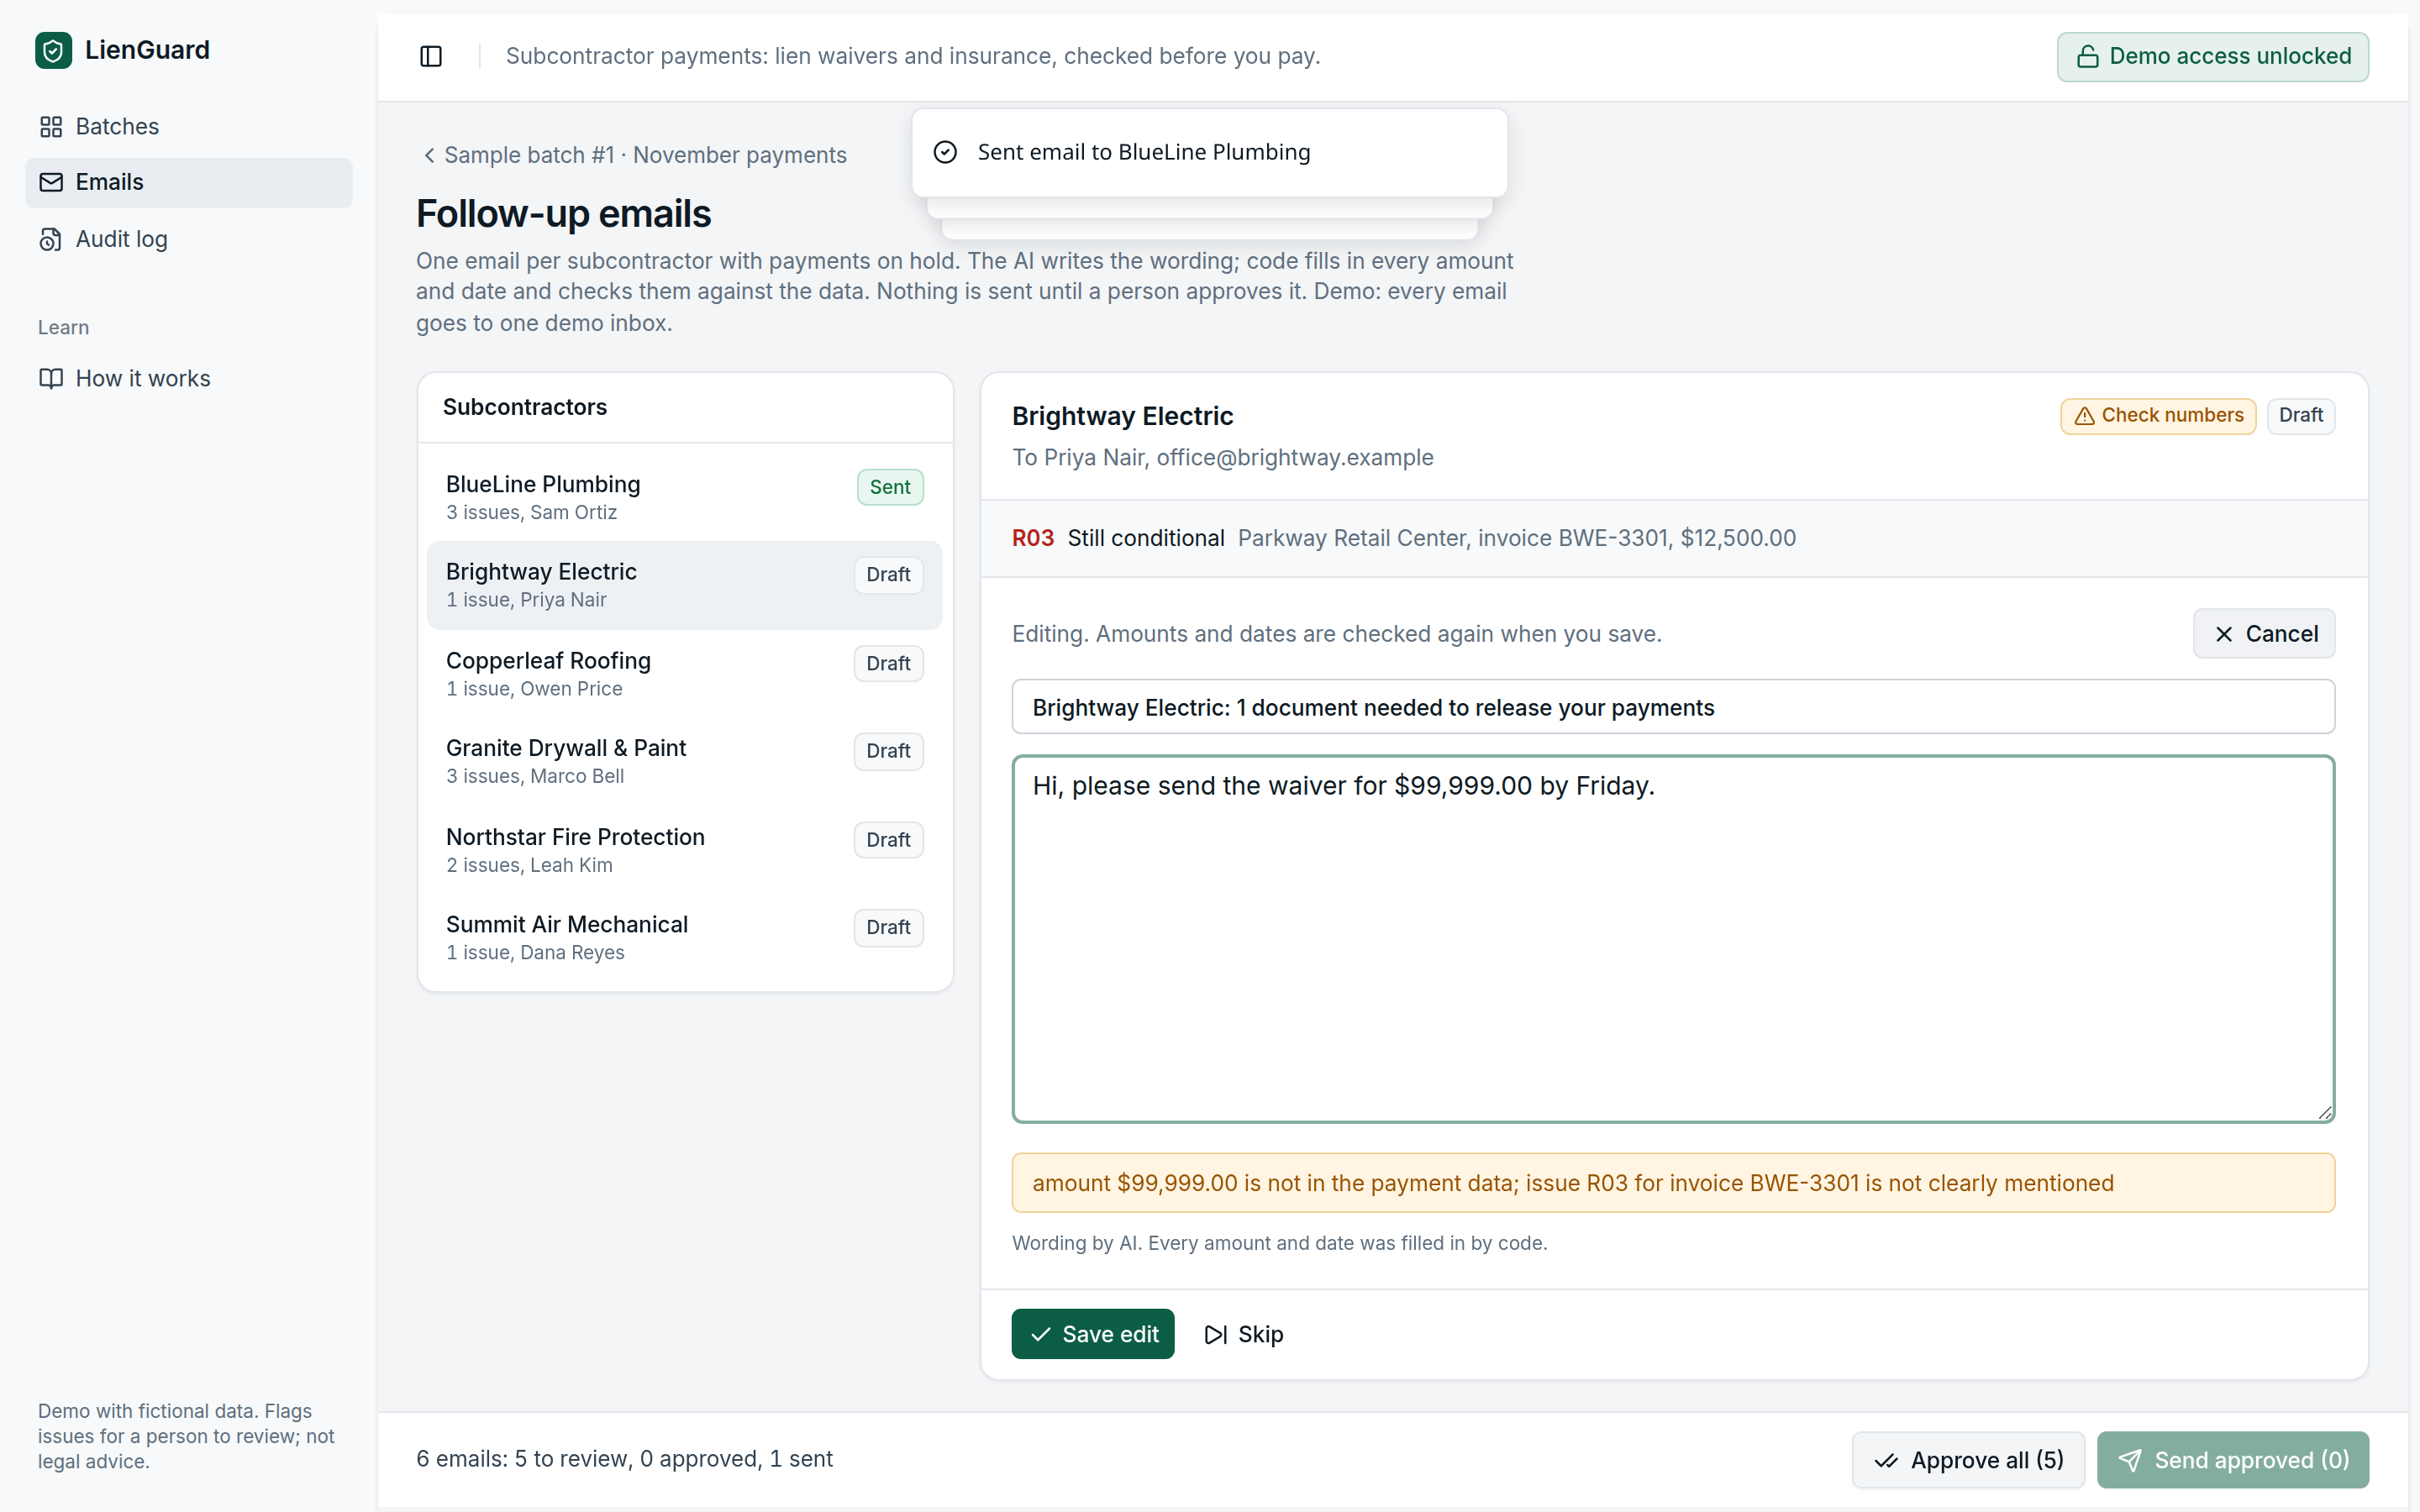 LienGuard
Batches
Emails
Audit log
Learn
How it works
Demo with fictional data. Flags
issues for a person to review; not
legal advice.
Subcontractor payments: lien waivers and insurance, checked before you pay.
Demo access unlocked
Sample batch #1 · November payments
Sent email to BlueLine Plumbing
Follow-up emails
One email per subcontractor with payments on hold. The AI writes the wording; code fills in every amount
and date and checks them against the data. Nothing is sent until a person approves it. Demo: every email
goes to one demo inbox.
Subcontractors
BlueLine Plumbing
Sent
3 issues, Sam Ortiz
Brightway Electric
Draft
1 issue, Priya Nair
Copperleaf Roofing
Draft
1 issue, Owen Price
Granite Drywall & Paint
Draft
3 issues, Marco Bell
Northstar Fire Protection
Draft
2 issues, Leah Kim
Summit Air Mechanical
Draft
1 issue, Dana Reyes
Brightway Electric
Check numbers
Draft
To Priya Nair, office@brightway.example
R03 Still conditional Parkway Retail Center, invoice BWE-3301, $12,500.00
Editing. Amounts and dates are checked again when you save.
Cancel
Brightway Electric: 1 document needed to release your payments
Hi, please send the waiver for $99,999.00 by Friday.
amount $99,999.00 is not in the payment data; issue R03 for invoice BWE-3301 is not clearly mentioned
Wording by AI. Every amount and date was filled in by code.
Save edit
Skip
6 emails: 5 to review, 0 approved, 1 sent
Approve all (5)
Send approved (0)